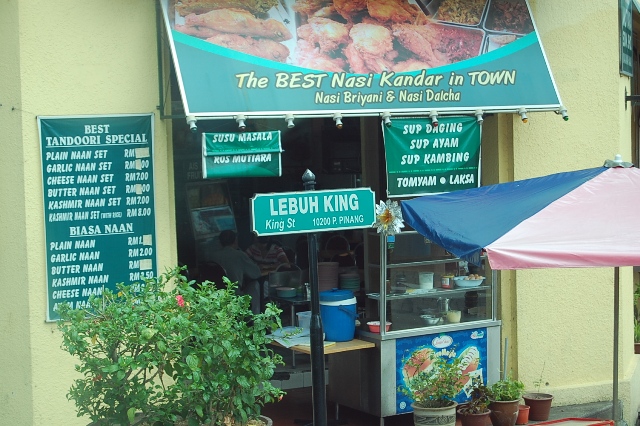 The BEST Nasi Kandar in TOWN
Nasi Briyani & Nasi Dalcha
BEST
TANDOORI SPECIAL
PLAIN NAAN SET
GARLIC NAAN SET
CHEESE NAAN SET RM7.00
BUTTER NAAN SET
KASHMIR NAAN SET RM7.00
KASHMIR NAAN SET RM8.00
BIASA NAAN
PLAIN NAAN
GARLIC NAAN RM2.00
BUTTER NAAN
KASHMIR NAAN
CHEESE NAAN
SUSU MASALA
ROS MUTIARA
SUP DAGING
SUP AYAM
SUP KAMBING
TOMYAM • LAKSA
LEBUH KING
King St 10200 P. PINANG